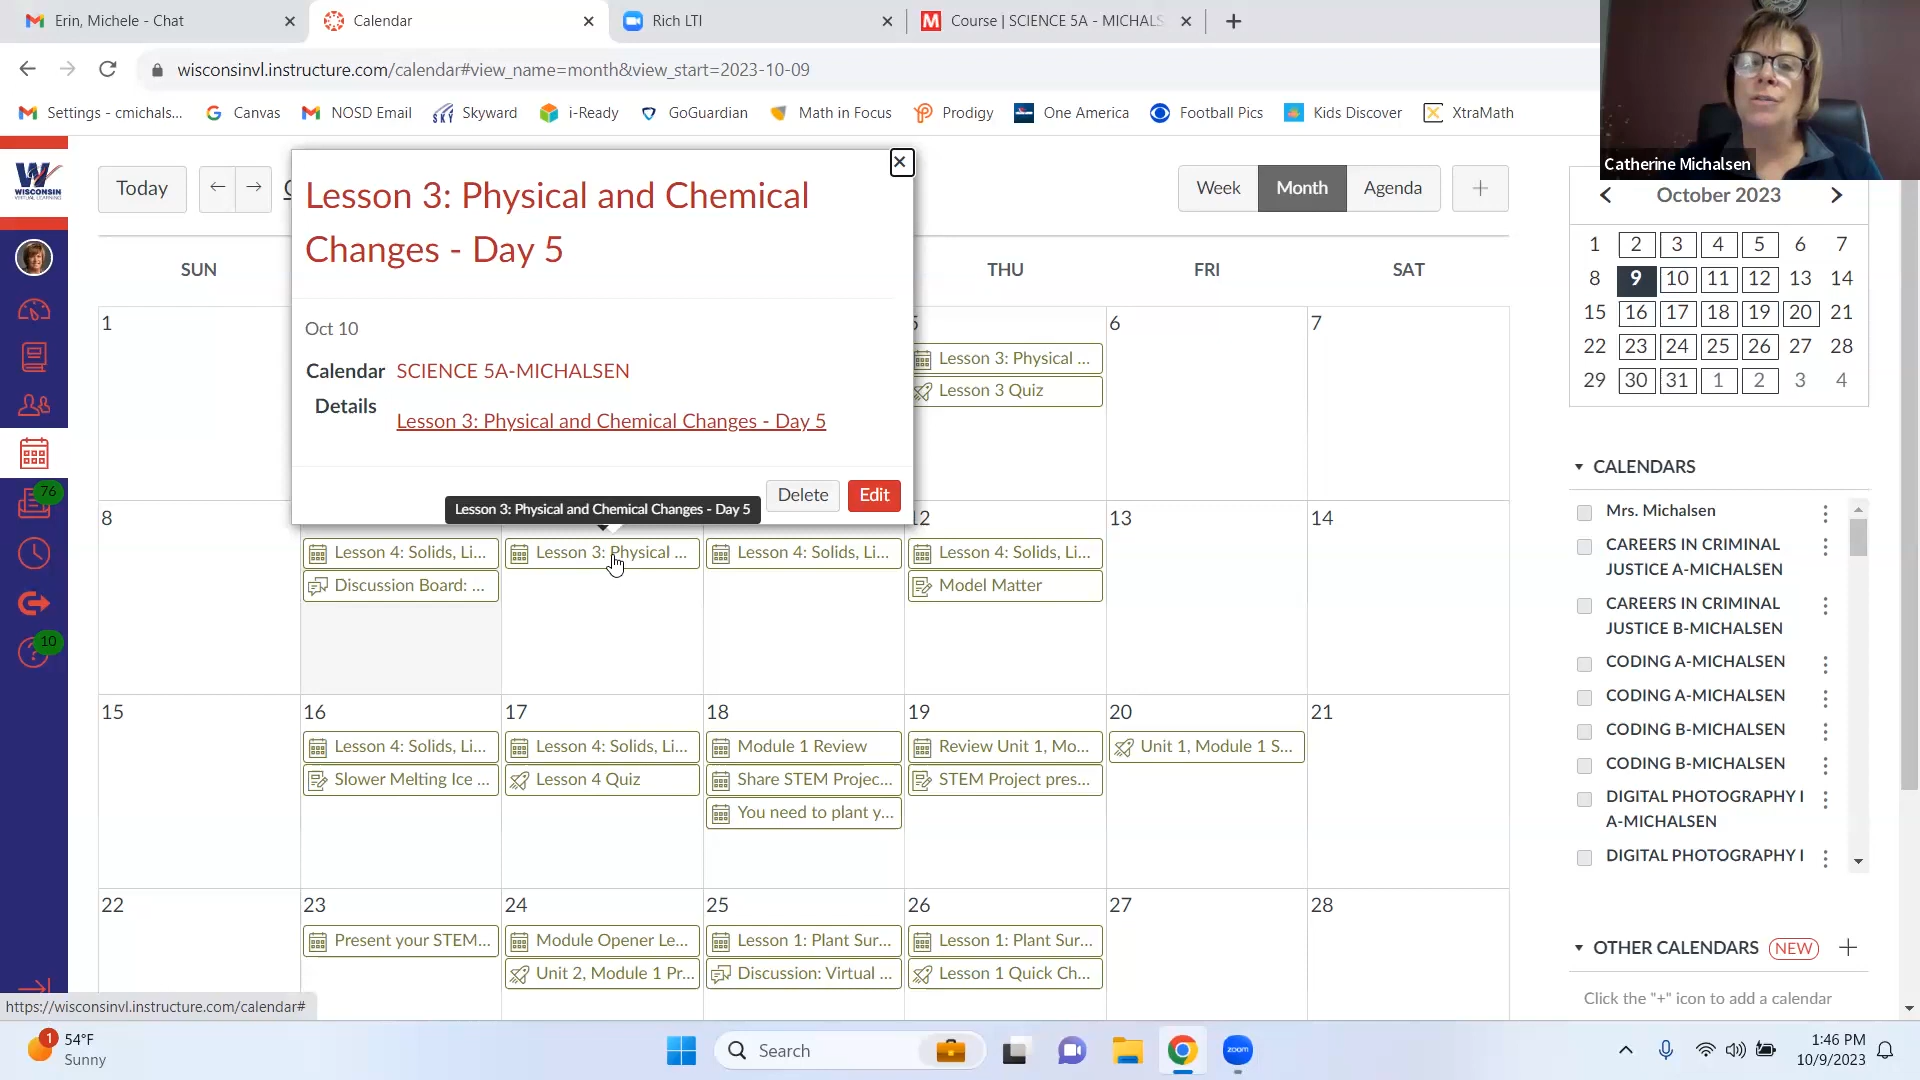 Erin, Michele - Chat
Calendar
Rich LTI
Course | SCIENCE 5A - MICHALS
wisconsinvl.instructure.com/calendar#view_name=month&view_start=2023-10-09
Settings - cmichals...
Canvas
NOSD Email
Skyward
i-Ready
GoGuardian
Math in Focus
Prodigy
One America
Football Pics
Kids Discover
XtraMath
Catherine Michalsen
W
WISCONSIN
VIRTUAL LEARNING
76
10
Today
Lesson 3: Physical and Chemical
Changes - Day 5
Oct 10
Calendar SCIENCE 5A-MICHALSEN
Details
Lesson 3: Physical and Chemical Changes - Day 5
Delete
Edit
Lesson 3: Physical and Chemical Changes - Day 5
Week
Month
Agenda
SUN
THU
FRI
SAT
1
5
6
7
Lesson 3: Physical ...
Lesson 3 Quiz
8
12
13
14
Lesson 4: Solids, Li...
Lesson 3: Physical ...
Lesson 4: Solids, Li...
Lesson 4: Solids, Li...
Discussion Board: ...
Model Matter
15
16
17
18
19
20
21
Lesson 4: Solids, Li...
Lesson 4: Solids, Li...
Module 1 Review
Review Unit 1, Mo...
Unit 1, Module 1 S...
Slower Melting Ice ...
Lesson 4 Quiz
Share STEM Projec...
STEM Project pres...
You need to plant y...
22
23
24
25
26
27
28
Present your STEM...
Module Opener Le...
Lesson 1: Plant Sur...
Lesson 1: Plant Sur...
Unit 2, Module 1 Pr...
Discussion: Virtual ...
Lesson 1 Quick Ch...
October 2023
1 2 3 4 5 6 7
8 9 10 11 12 13 14
15 16 17 18 19 20 21
22 23 24 25 26 27 28
29 30 31 1 2 3 4
CALENDARS
Mrs. Michalsen
CAREERS IN CRIMINAL
JUSTICE A-MICHALSEN
CAREERS IN CRIMINAL
JUSTICE B-MICHALSEN
CODING A-MICHALSEN
CODING A-MICHALSEN
CODING B-MICHALSEN
CODING B-MICHALSEN
DIGITAL PHOTOGRAPHY I
A-MICHALSEN
DIGITAL PHOTOGRAPHY I
OTHER CALENDARS NEW
Click the "+" icon to add a calendar
https://wisconsinvl.instructure.com/calendar#
1
54°F
Sunny
Search
zoom
1:46 PM
10/9/2023